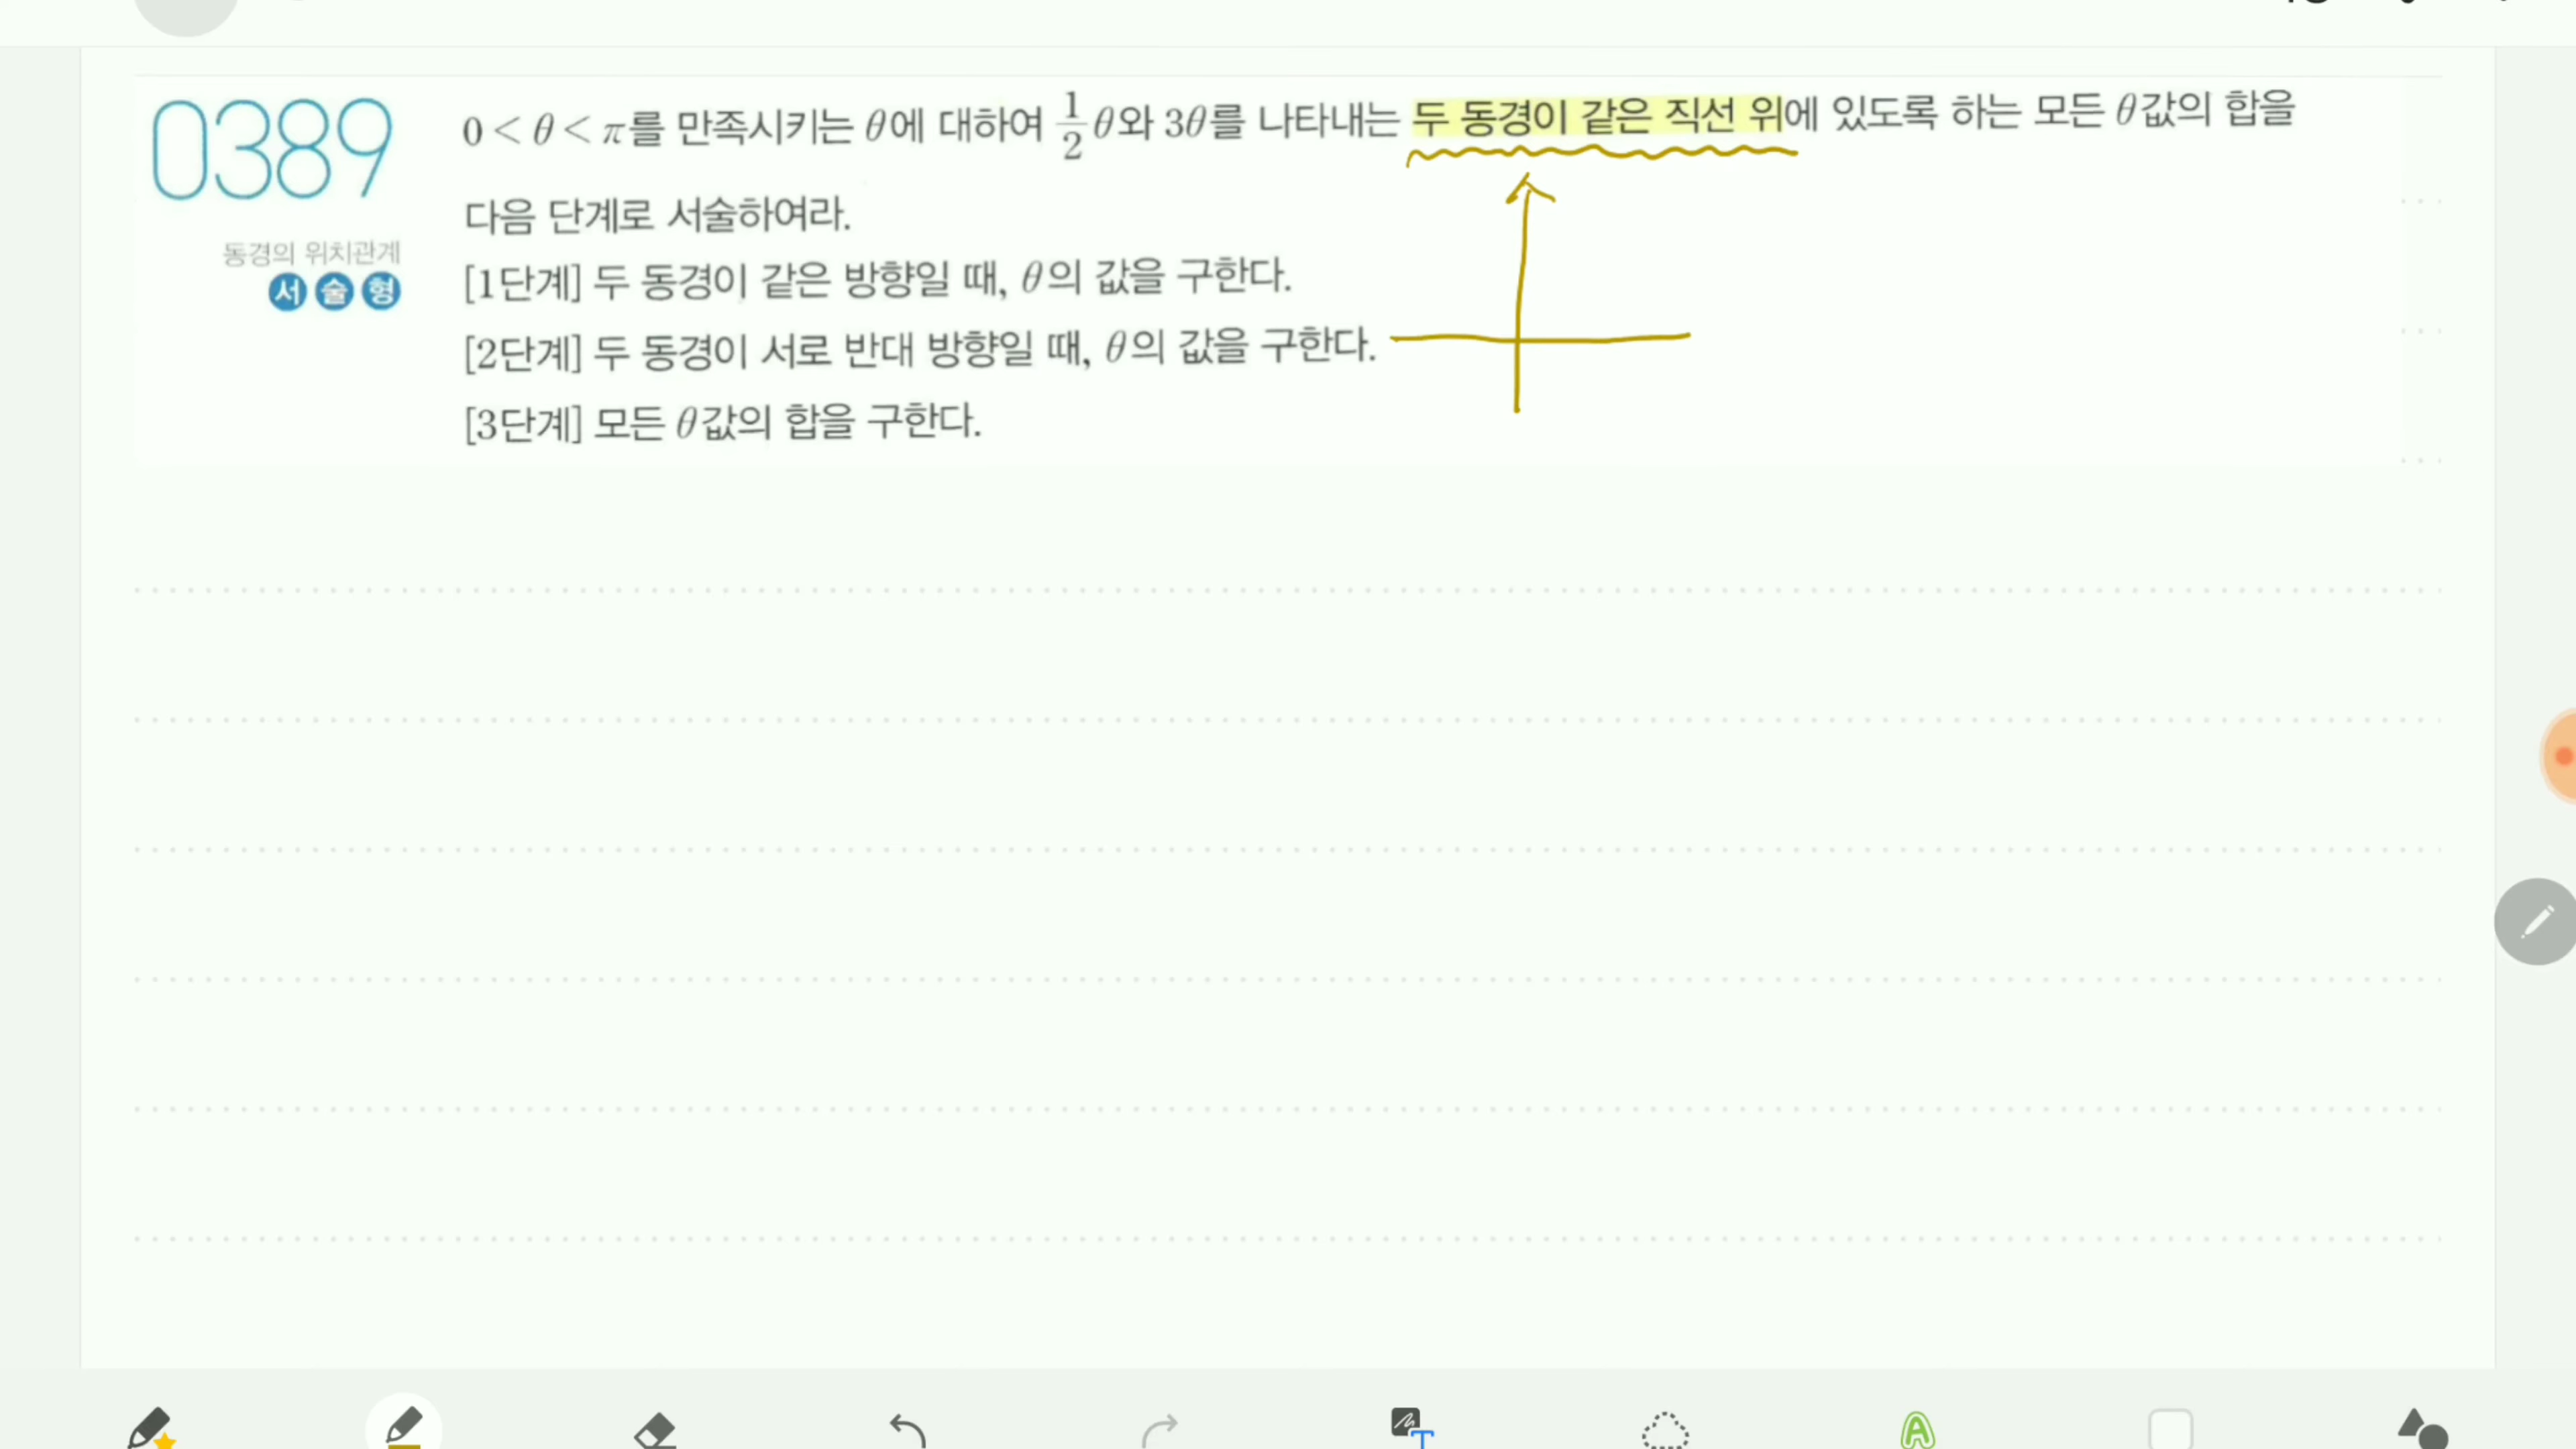 0389
동경의 위치관계
서 술 형
0 < θ < π를 만족시키는 θ에 대하여 1/2 θ와 3θ를 나타내는 두 동경이 같은 직선 위에 있도록 하는 모든 θ값의 합을
다음 단계로 서술하여라.
[1단계] 두 동경이 같은 방향일 때, θ의 값을 구한다.
[2단계] 두 동경이 서로 반대 방향일 때, θ의 값을 구한다.
[3단계] 모든 θ값의 합을 구한다.